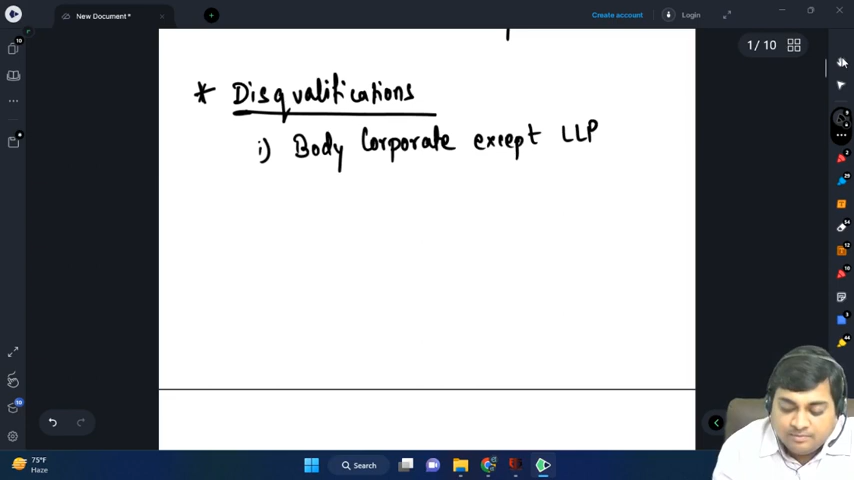 New Document*
Create account
Login
1 / 10
* Disqualifications
i) Body Corporate except LLP
75°F
Haze
Search